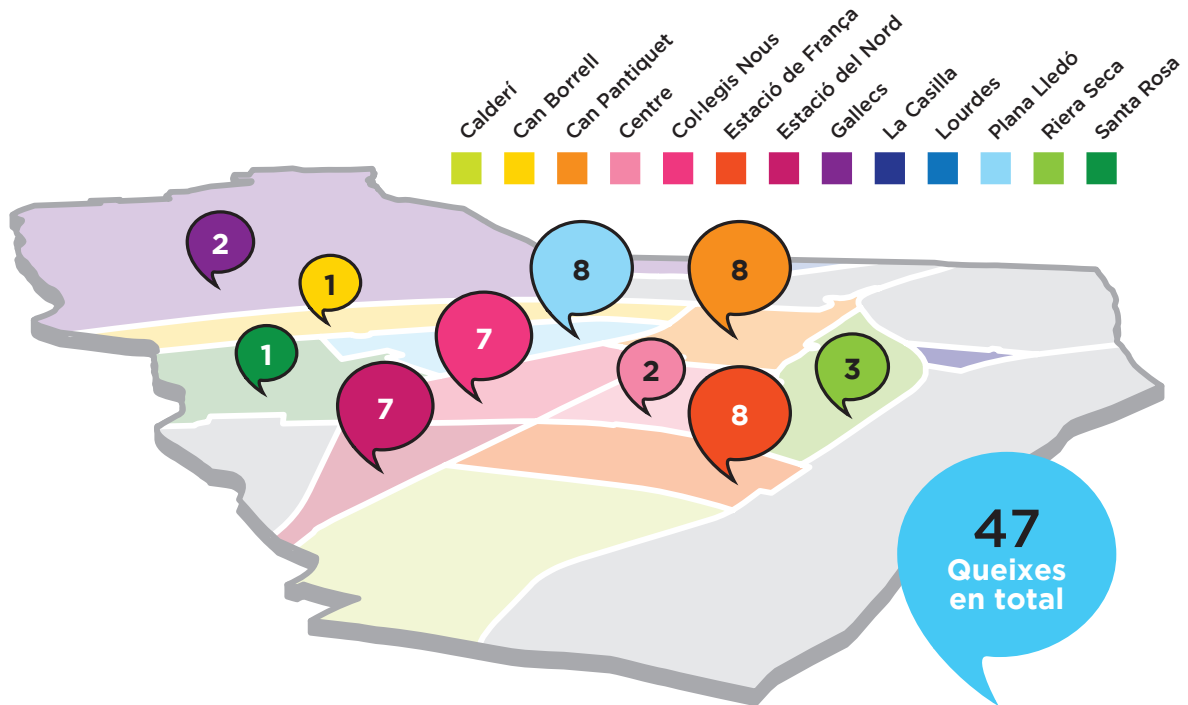 Calderí
Can Borrell
Can Pantiquet
Centre
Col·legis Nous
Estació de França
Estació del Nord
Gallecs
La Casilla
Lourdes
Plana Lledó
Riera Seca
Santa Rosa
2
1
8
8
7
1
2
3
7
8
47
Queixes
en total